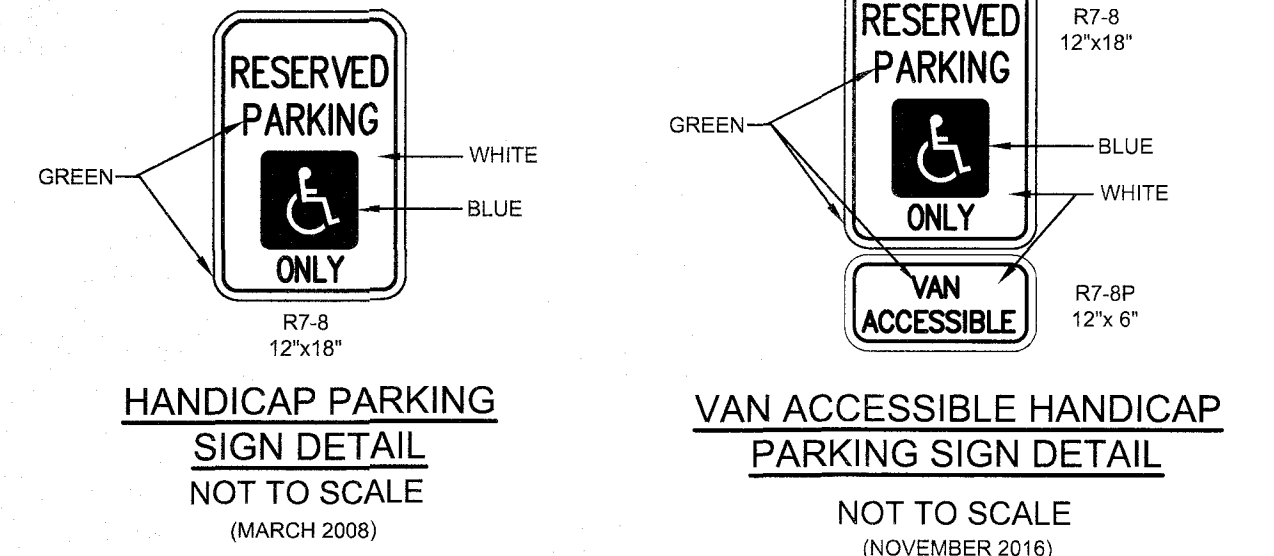 RESERVED
PARKING
ONLY
GREEN
WHITE
BLUE
R7-8
12"x18"
HANDICAP PARKING
SIGN DETAIL
NOT TO SCALE
(MARCH 2008)
RESERVED
PARKING
ONLY
VAN
ACCESSIBLE
GREEN
R7-8
12"x18"
BLUE
WHITE
R7-8P
12"x 6"
VAN ACCESSIBLE HANDICAP
PARKING SIGN DETAIL
NOT TO SCALE
(NOVEMBER 2016)